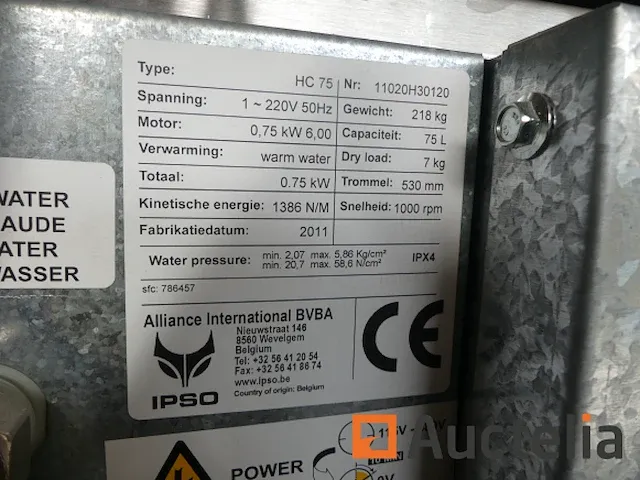 Type: HC 75 Nr: 11020H30120
Spanning: 1 ~ 220V 50Hz Gewicht: 218 kg
Motor: 0,75 kW 6,00 Capaciteit: 75 L
Verwarming: warm water Dry load: 7 kg
Totaal: 0.75 kW Trommel: 530 mm
Kinetische energie: 1386 N/M Snelheid: 1000 rpm
Fabrikatiedatum: 2011
Water pressure: min. 2,07 max. 5,86 Kg/cm² IPX4
min. 20,7 max. 58,6 N/cm²
sfc: 786457
Alliance International BVBA
Nieuwstraat 146
8560 Wevelgem
Belgium
Tel: +32 56 41 20 54
Fax: +32 56 41 86 74
www.ipso.be
Country of origin: Belgium
IPSO
CE
WATER
AUDE
ATER
WASSER
POWER
10 MIN
0V
Auctelia